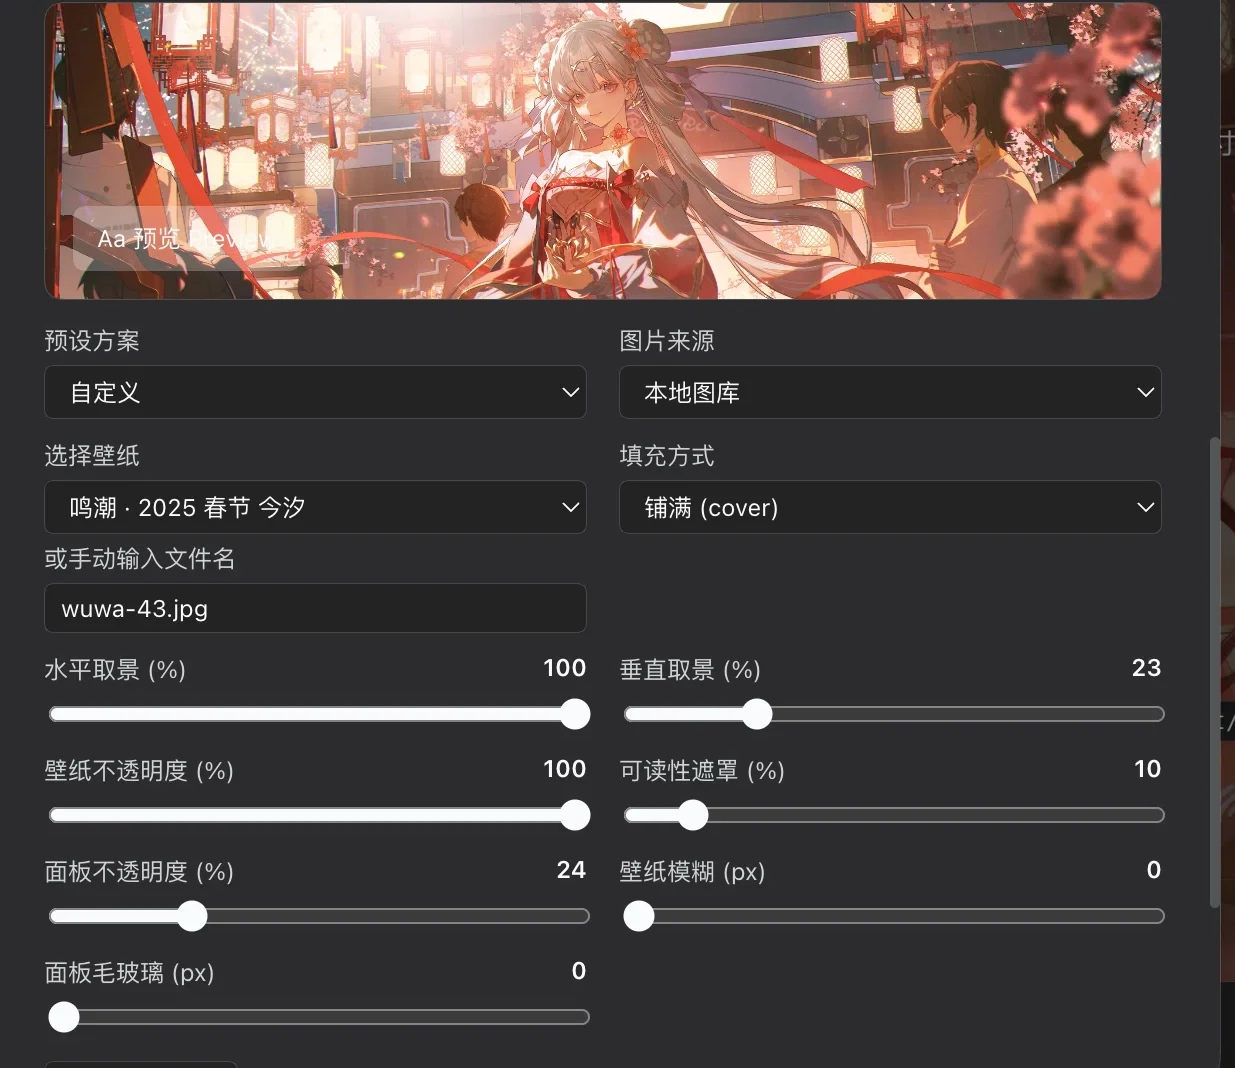 Aa 预览 Preview
预设方案
图片来源
自定义
本地图库
选择壁纸
填充方式
鸣潮 · 2025 春节 今汐
铺满 (cover)
或手动输入文件名
wuwa-43.jpg
水平取景 (%) 100
垂直取景 (%) 23
壁纸不透明度 (%) 100
可读性遮罩 (%) 10
面板不透明度 (%) 24
壁纸模糊 (px) 0
面板毛玻璃 (px) 0